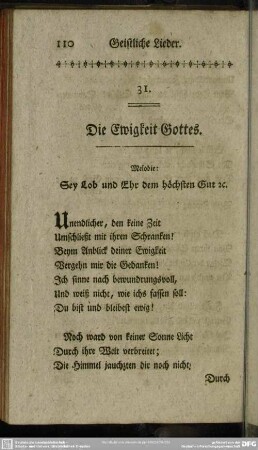 110 Geistliche Lieder.
31.
Die Ewigkeit Gottes.
Melodie:
Sey Lob und Ehr dem höchsten Gut ꝛc.
Unendlicher, den keine Zeit
Umschließt mit ihren Schranken!
Beym Anblick deiner Ewigkeit
Vergehn mir die Gedanken!
Ich sinne nach bewundrungsvoll,
Und weiß nicht, wie ichs fassen soll:
Du bist und bleibest ewig!
Noch ward von keiner Sonne Licht
Durch ihre Welt verbreitet;
Die Himmel jauchzten dir noch nicht;
Durch
DFG